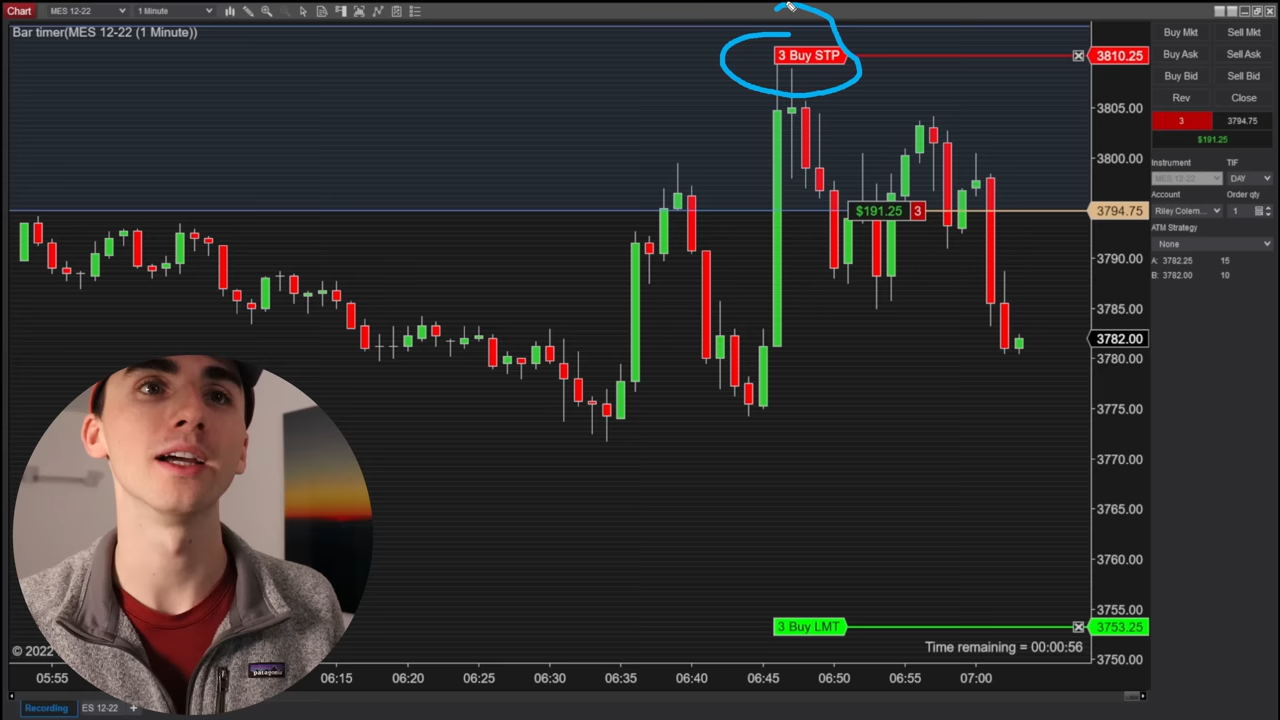 Chart MES 12-22 1 Minute
Bar timer(MES 12-22 (1 Minute))
3 Buy STP
3810.25
3805.00
3800.00
$191.25 3
3794.75
3790.00
3785.00
3782.00
3780.00
3775.00
3770.00
3765.00
3760.00
3755.00
3 Buy LMT
3753.25
3750.00
Time remaining = 00:00:56
© 2022
05:55 06:15 06:20 06:25 06:30 06:35 06:40 06:45 06:50 06:55 07:00
Recording ES 12-22 +
patagonia
Buy Mkt Sell Mkt
Buy Ask Sell Ask
Buy Bid Sell Bid
Rev Close
3 3794.75
$191.25
Instrument TIF
MES 12-22 DAY
Account Order qty
Riley Colem... 1
ATM Strategy
None
A: 3782.25 15
B: 3782.00 10